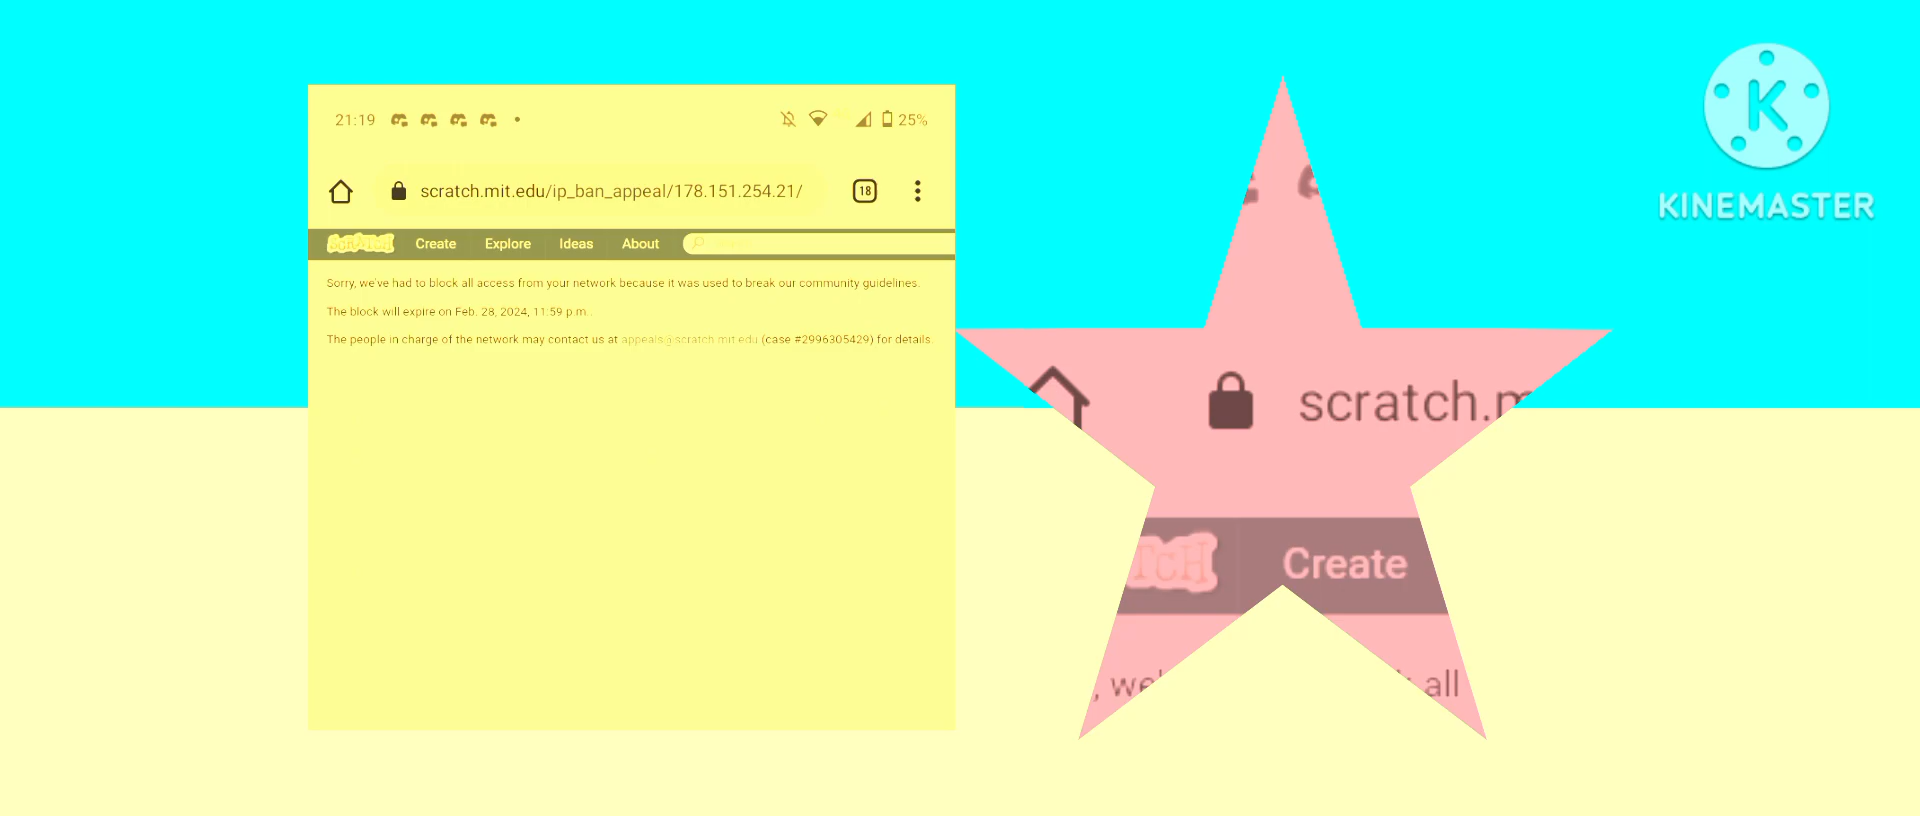 21:19 25%
scratch.mit.edu/ip_ban_appeal/178.151.254.21/ 18
SCRATCH Create Explore Ideas About
Sorry, we've had to block all access from your network because it was used to break our community guidelines.
The block will expire on Feb. 28, 2024, 11:59 p.m..
The people in charge of the network may contact us at appeals@scratch.mit.edu (case #2996305429) for details.
scratch.m
TCH Create
, we' all
K
KINEMASTER